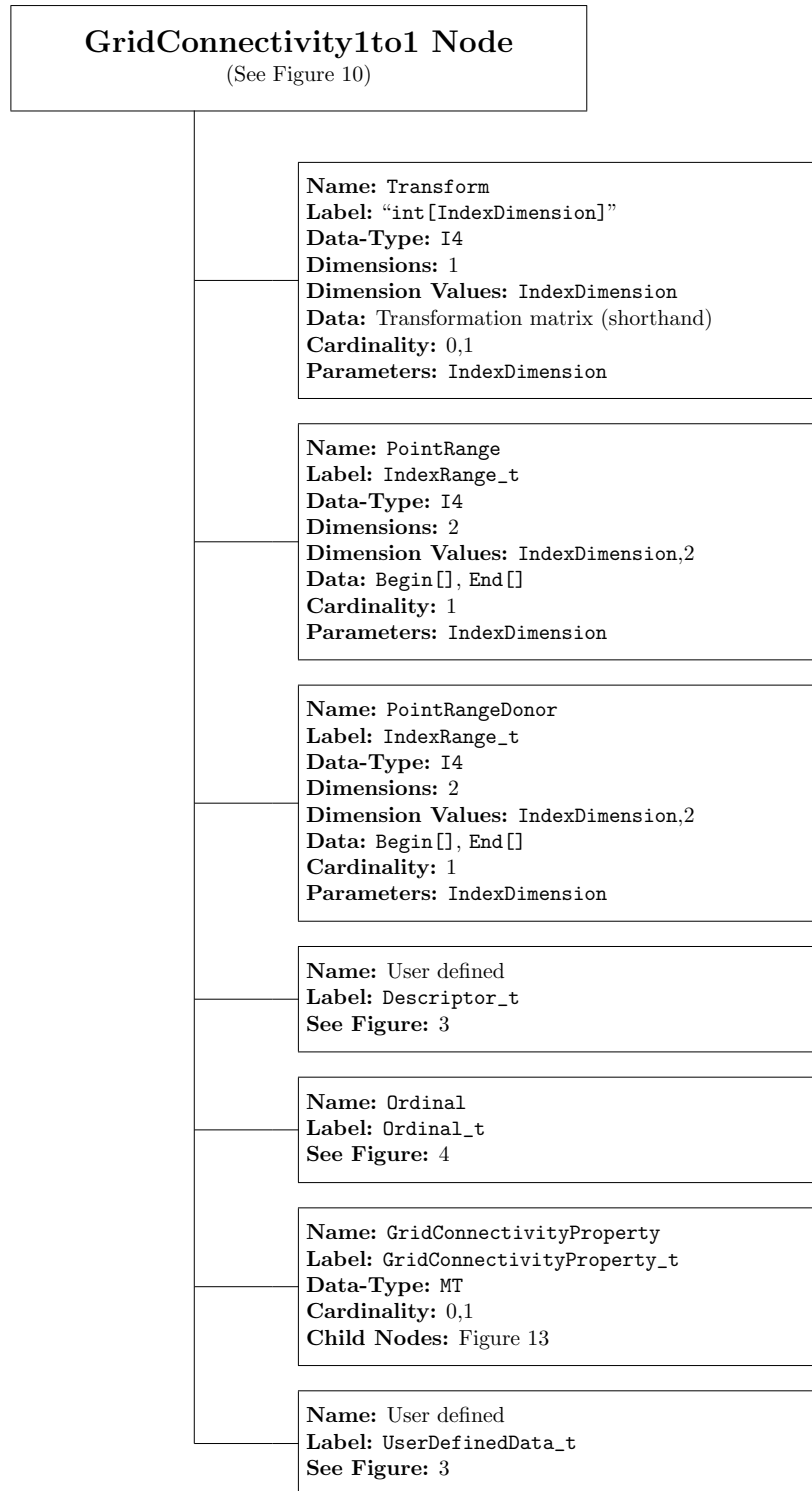 GridConnectivity1to1 Node
(See Figure 10)
Name: Transform
Label: “int[IndexDimension]”
Data-Type: I4
Dimensions: 1
Dimension Values: IndexDimension
Data: Transformation matrix (shorthand)
Cardinality: 0,1
Parameters: IndexDimension
Name: PointRange
Label: IndexRange_t
Data-Type: I4
Dimensions: 2
Dimension Values: IndexDimension,2
Data: Begin[], End[]
Cardinality: 1
Parameters: IndexDimension
Name: PointRangeDonor
Label: IndexRange_t
Data-Type: I4
Dimensions: 2
Dimension Values: IndexDimension,2
Data: Begin[], End[]
Cardinality: 1
Parameters: IndexDimension
Name: User defined
Label: Descriptor_t
See Figure: 3
Name: Ordinal
Label: Ordinal_t
See Figure: 4
Name: GridConnectivityProperty
Label: GridConnectivityProperty_t
Data-Type: MT
Cardinality: 0,1
Child Nodes: Figure 13
Name: User defined
Label: UserDefinedData_t
See Figure: 3